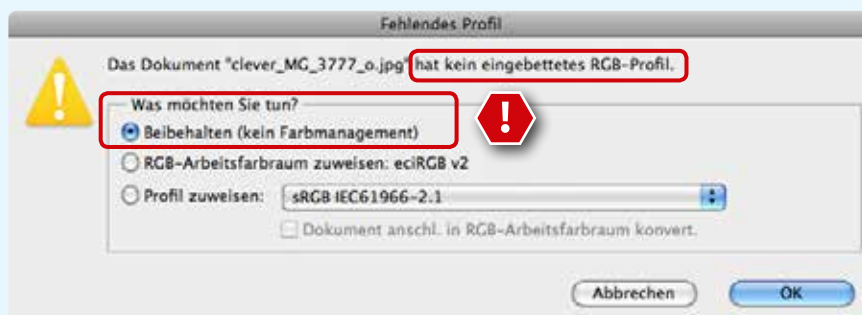 Fehlendes Profil
Das Dokument "clever_MG_3777_o.jpg" hat kein eingebettetes RGB-Profil.
Was möchten Sie tun?
Beibehalten (kein Farbmanagement)
!
RGB-Arbeitsfarbraum zuweisen: eciRGB v2
Profil zuweisen: sRGB IEC61966-2.1
Dokument anschl. in RGB-Arbeitsfarbraum konvert.
Abbrechen OK